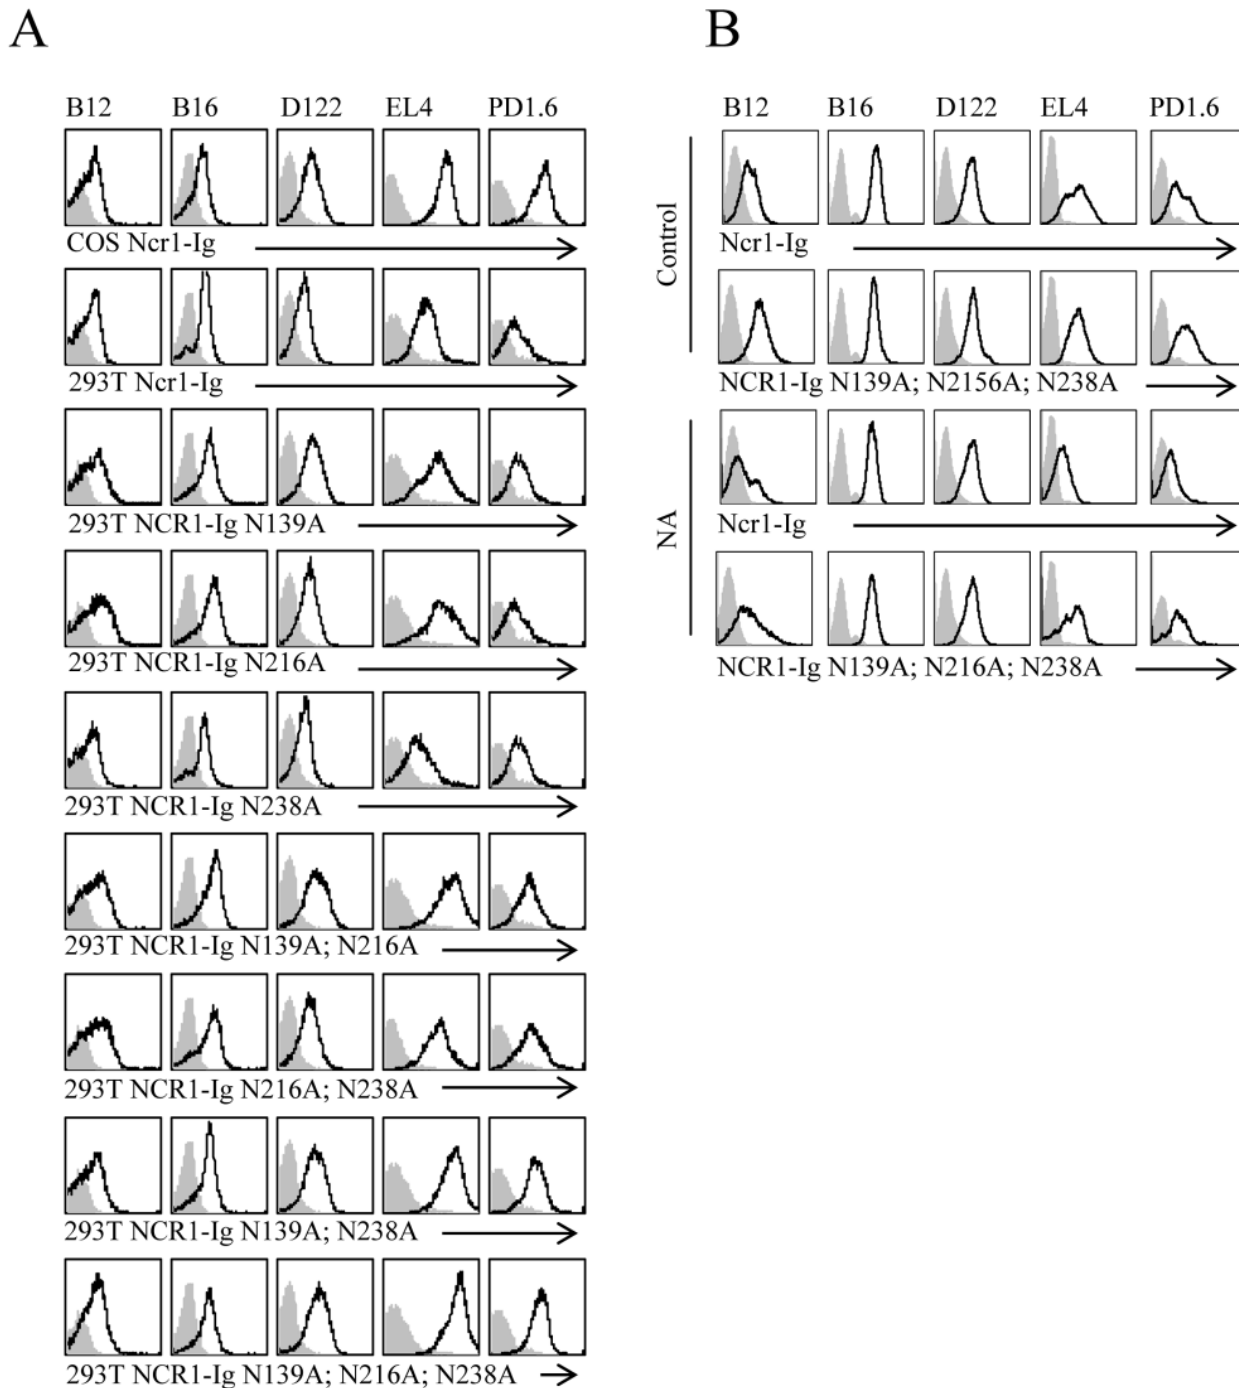 A
B12 B16 D122 EL4 PD1.6
COS Ncr1-Ig
293T Ncr1-Ig
293T NCR1-Ig N139A
293T NCR1-Ig N216A
293T NCR1-Ig N238A
293T NCR1-Ig N139A; N216A
293T NCR1-Ig N216A; N238A
293T NCR1-Ig N139A; N238A
293T NCR1-Ig N139A; N216A; N238A
B
B12 B16 D122 EL4 PD1.6
Control
Ncr1-Ig
NCR1-Ig N139A; N2156A; N238A
NA
Ncr1-Ig
NCR1-Ig N139A; N216A; N238A